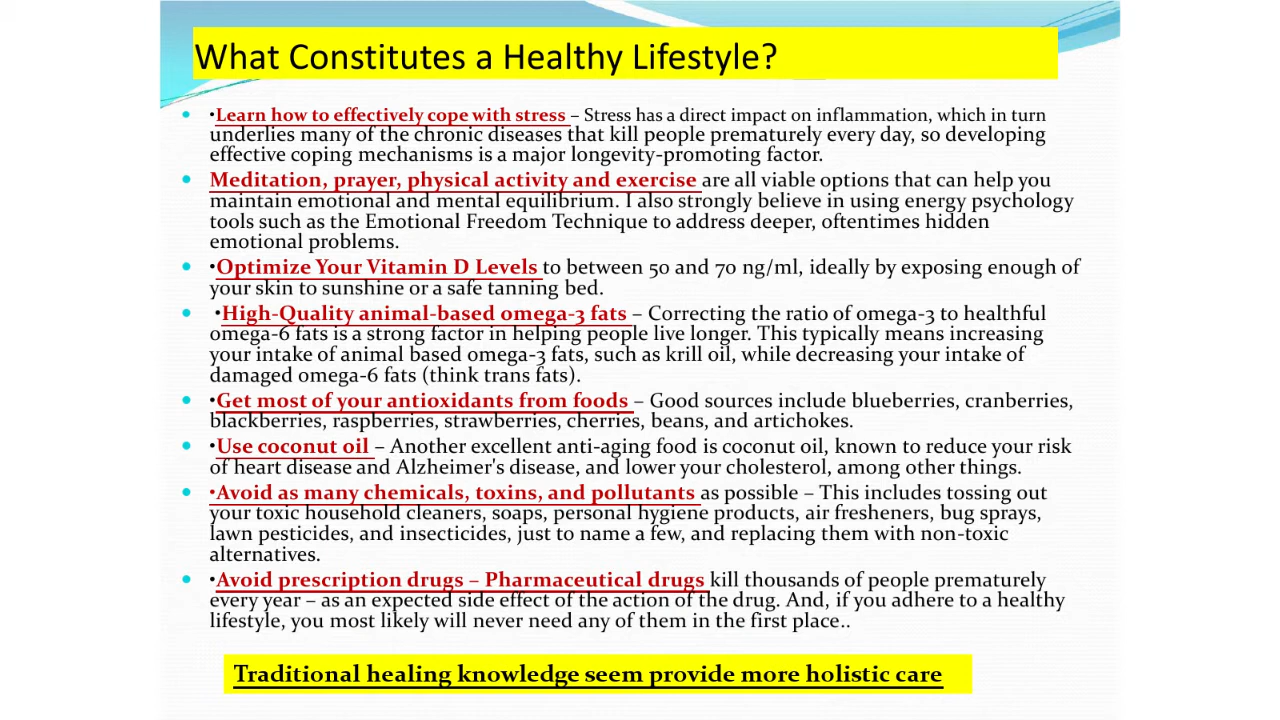 What Constitutes a Healthy Lifestyle?
• •Learn how to effectively cope with stress – Stress has a direct impact on inflammation, which in turn
underlies many of the chronic diseases that kill people prematurely every day, so developing
effective coping mechanisms is a major longevity-promoting factor.
• Meditation, prayer, physical activity and exercise are all viable options that can help you
maintain emotional and mental equilibrium. I also strongly believe in using energy psychology
tools such as the Emotional Freedom Technique to address deeper, oftentimes hidden
emotional problems.
• •Optimize Your Vitamin D Levels to between 50 and 70 ng/ml, ideally by exposing enough of
your skin to sunshine or a safe tanning bed.
• •High-Quality animal-based omega-3 fats – Correcting the ratio of omega-3 to healthful
omega-6 fats is a strong factor in helping people live longer. This typically means increasing
your intake of animal based omega-3 fats, such as krill oil, while decreasing your intake of
damaged omega-6 fats (think trans fats).
• •Get most of your antioxidants from foods – Good sources include blueberries, cranberries,
blackberries, raspberries, strawberries, cherries, beans, and artichokes.
• •Use coconut oil – Another excellent anti-aging food is coconut oil, known to reduce your risk
of heart disease and Alzheimer's disease, and lower your cholesterol, among other things.
• •Avoid as many chemicals, toxins, and pollutants as possible – This includes tossing out
your toxic household cleaners, soaps, personal hygiene products, air fresheners, bug sprays,
lawn pesticides, and insecticides, just to name a few, and replacing them with non-toxic
alternatives.
• •Avoid prescription drugs – Pharmaceutical drugs kill thousands of people prematurely
every year – as an expected side effect of the action of the drug. And, if you adhere to a healthy
lifestyle, you most likely will never need any of them in the first place..
Traditional healing knowledge seem provide more holistic care